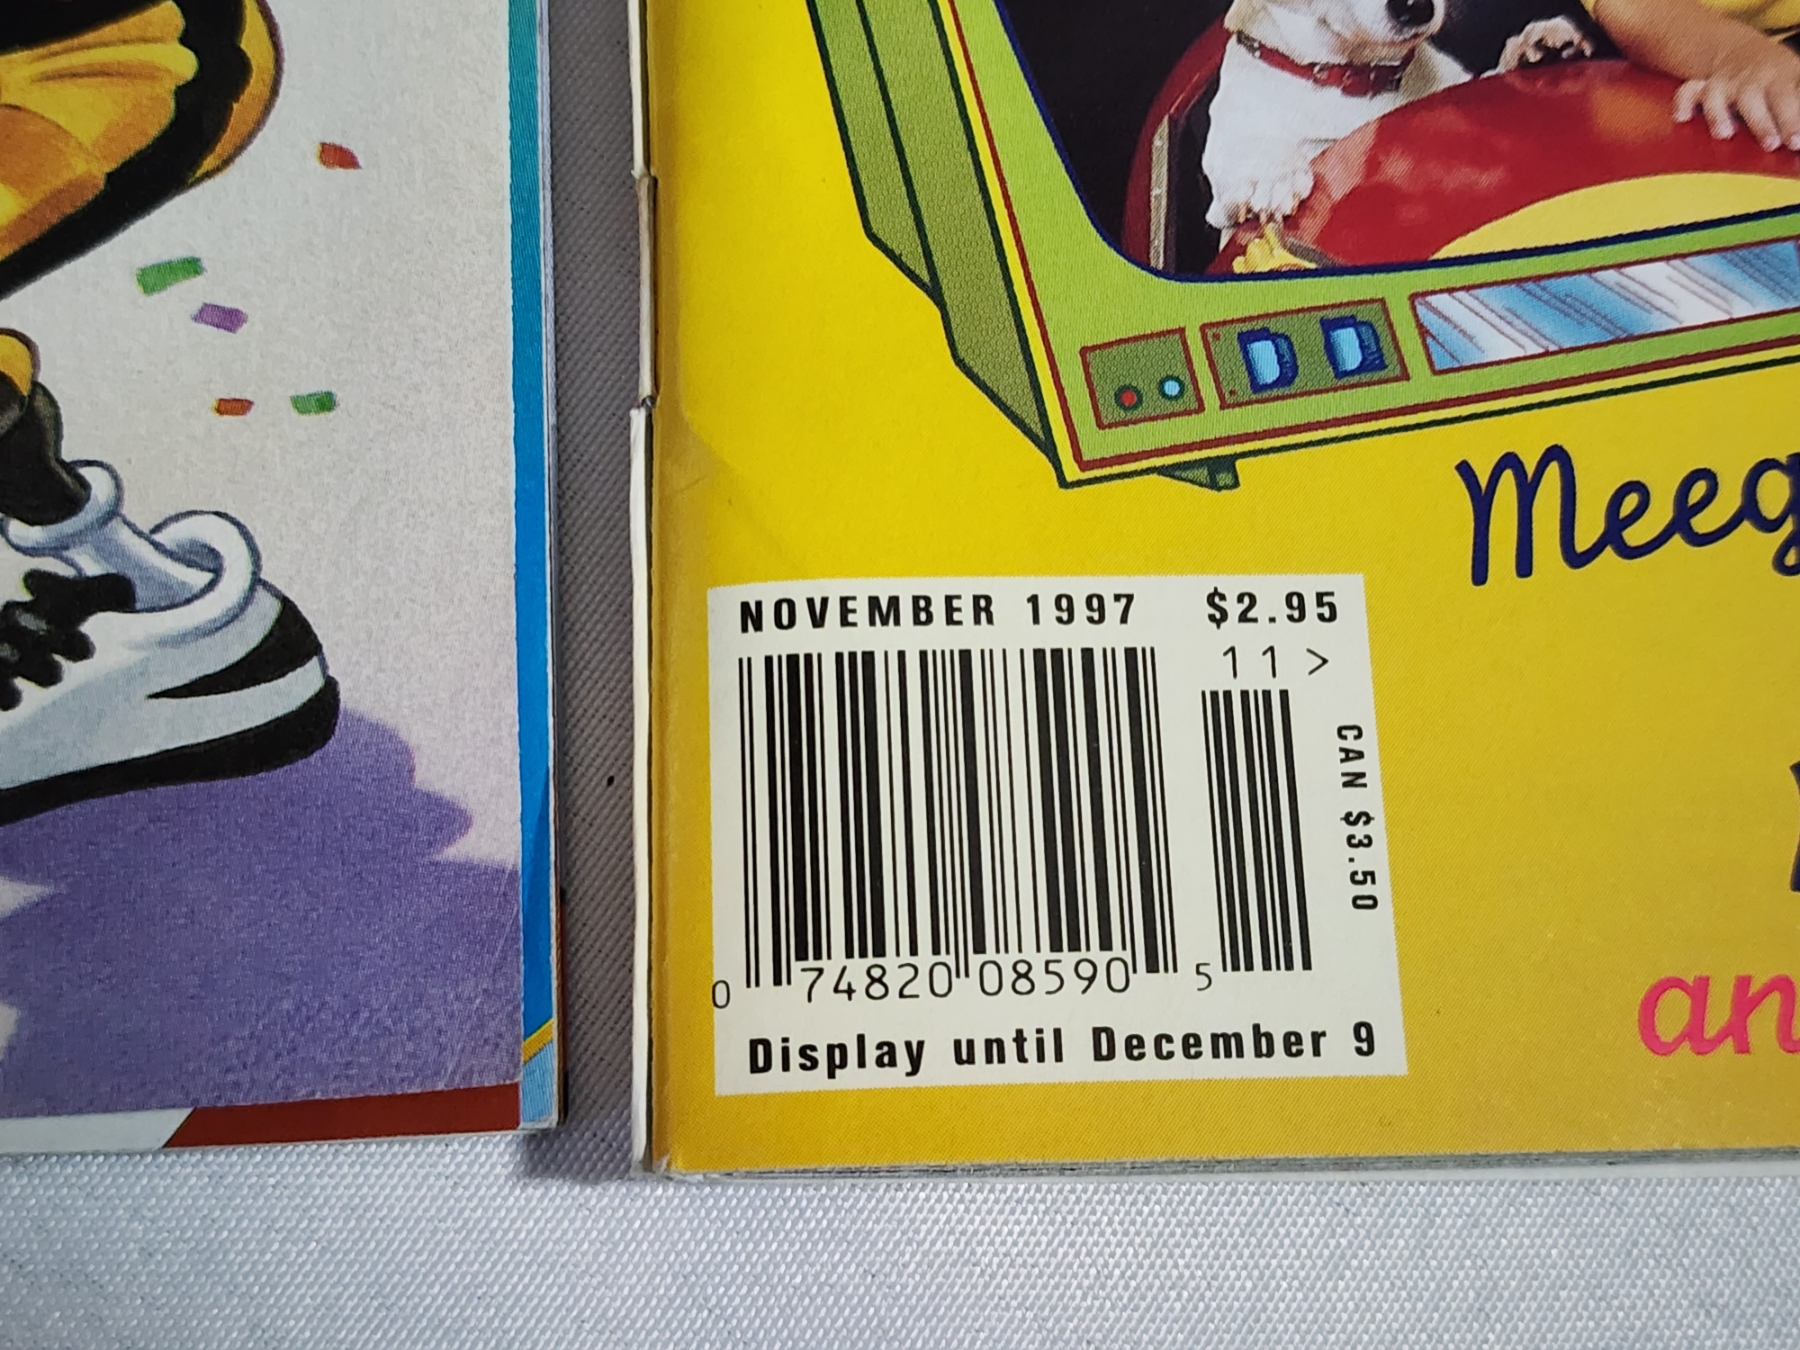 NOVEMBER 1997 $2.95
11 >
CAN $3.50
0 74820 08590 5
Display until December 9